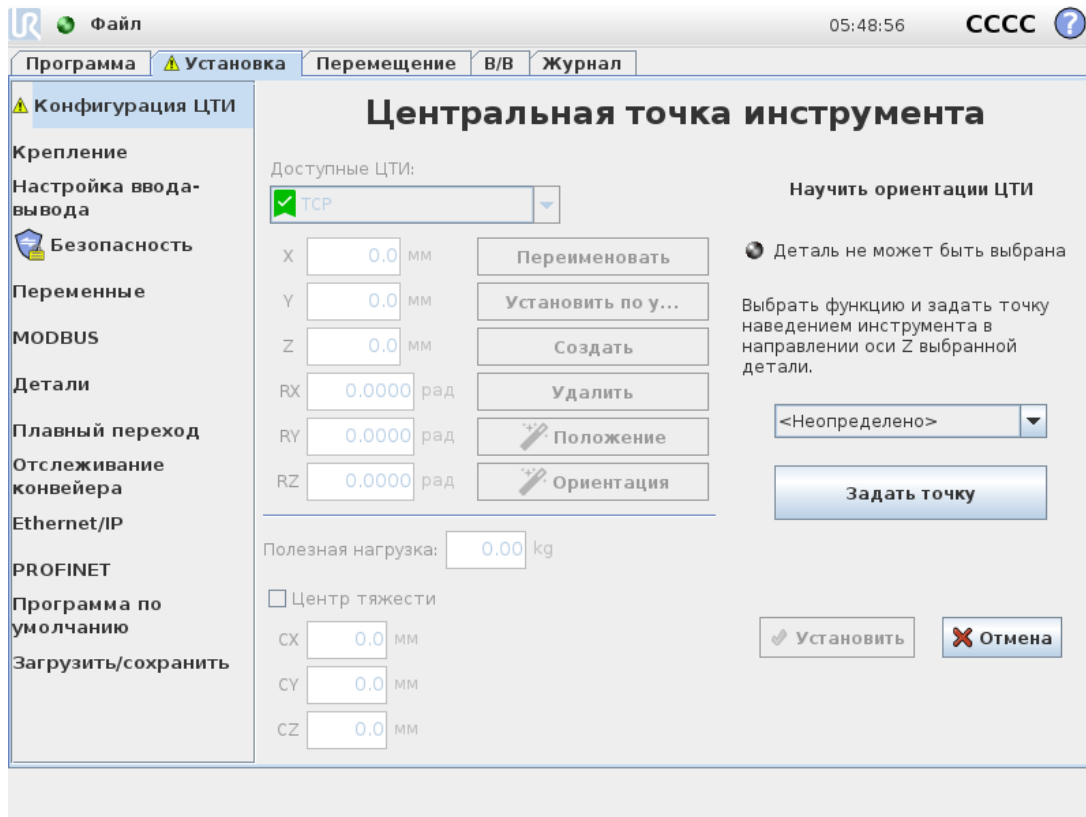 UR
Файл
05:48:56
CCCC
?
Программа
Установка
Перемещение
В/В
Журнал
Конфигурация ЦТИ
Крепление
Настройка ввода-
вывода
Безопасность
Переменные
MODBUS
Детали
Плавный переход
Отслеживание
конвейера
Ethernet/IP
PROFINET
Программа по
умолчанию
Загрузить/сохранить
Центральная точка инструмента
Доступные ЦТИ:
TCP
X 0.0 мм
Y 0.0 мм
Z 0.0 мм
RX 0.0000 рад
RY 0.0000 рад
RZ 0.0000 рад
Переименовать
Установить по у...
Создать
Удалить
Положение
Ориентация
Полезная нагрузка: 0.00 kg
Центр тяжести
CX 0.0 мм
CY 0.0 мм
CZ 0.0 мм
Научить ориентации ЦТИ
Деталь не может быть выбрана
Выбрать функцию и задать точку
наведением инструмента в
направлении оси Z выбранной
детали.
<Неопределено>
Задать точку
Установить
Отмена